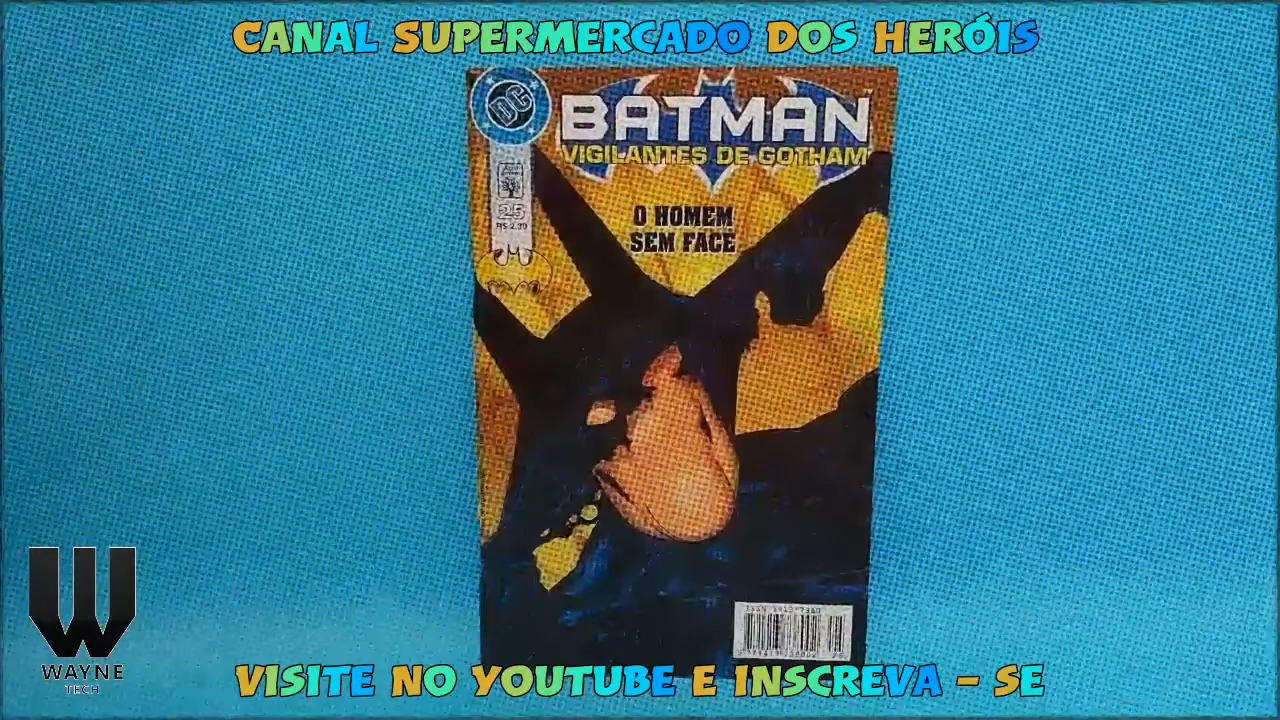 CANAL SUPERMERCADO DOS HERÓIS
DC
BATMAN
VIGILANTES DE GOTHAM
25
O HOMEM
SEM FACE
W
WAYNE
TECH
VISITE NO YOUTUBE E INSCREVA - SE